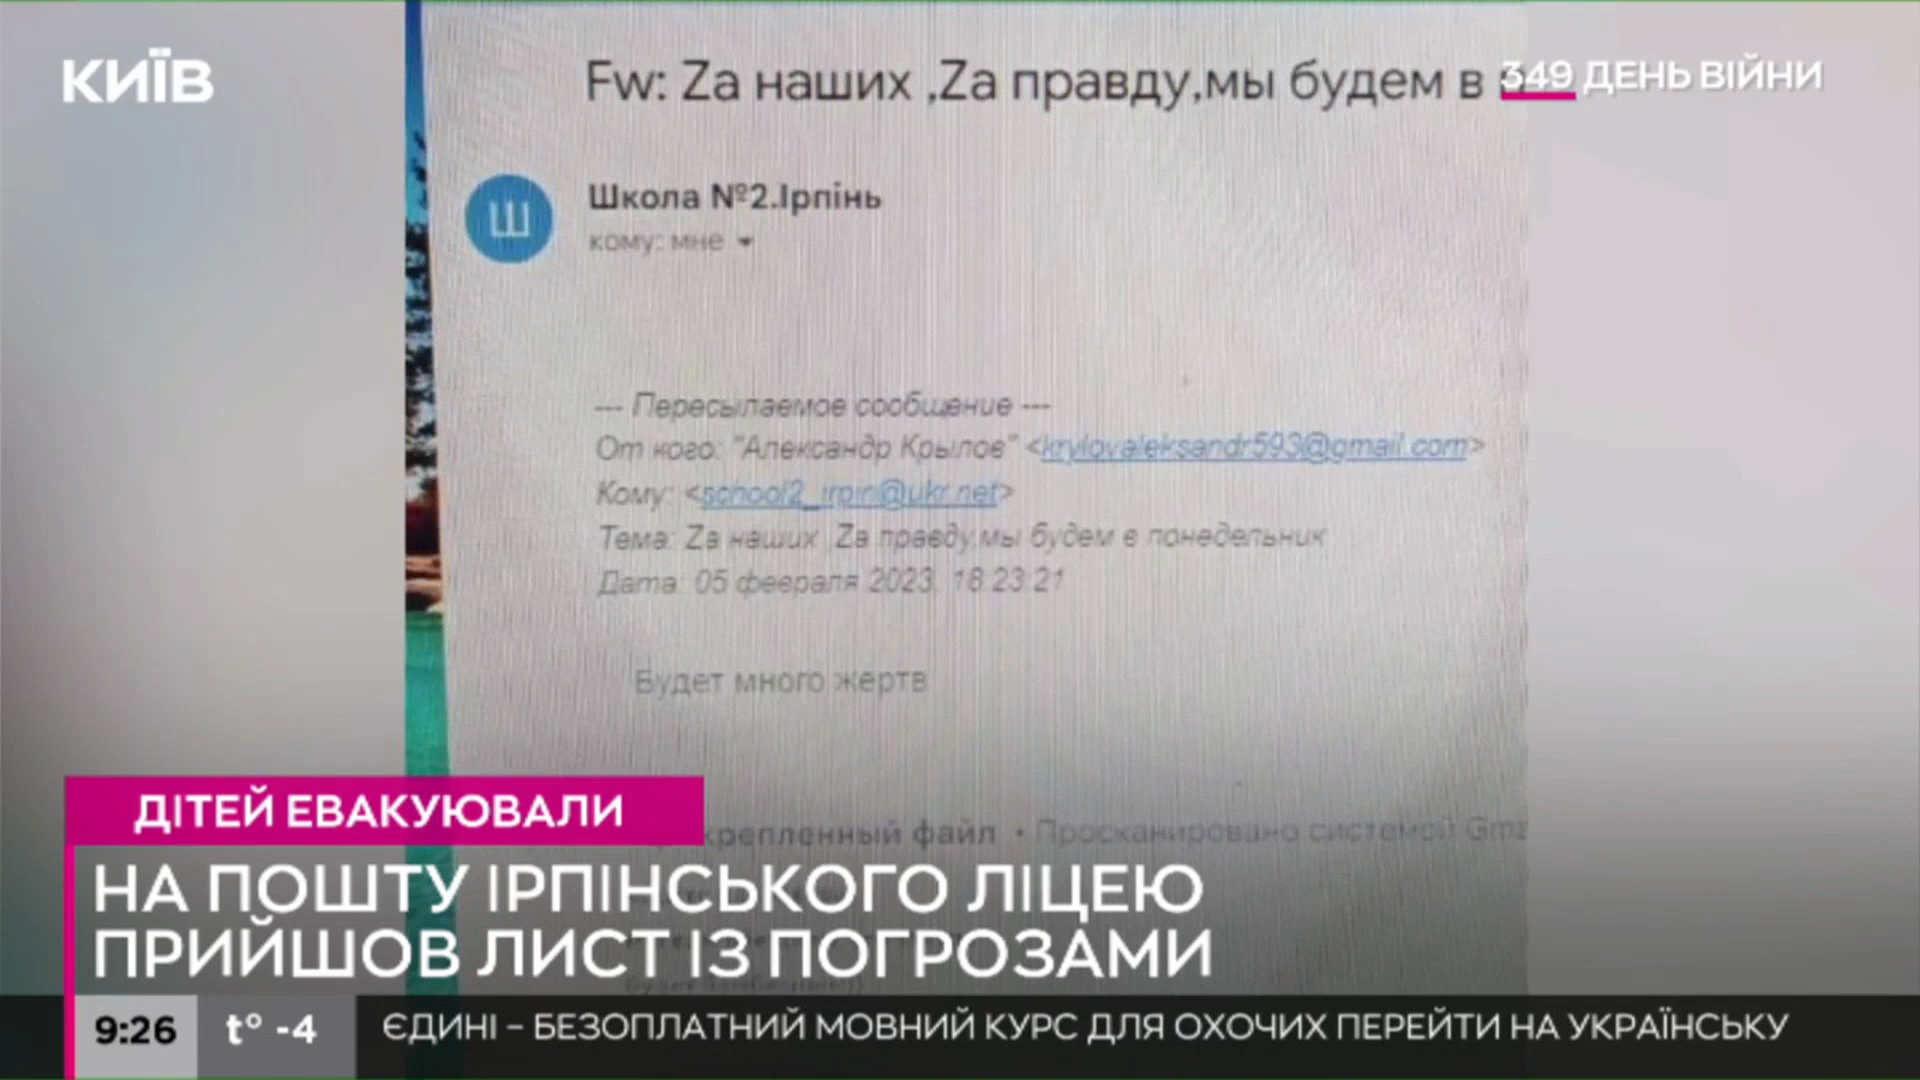 КИЇВ
349 ДЕНЬ ВІЙНИ
Fw: Za наших ,Za правду,мы будем в
Ш
Школа №2.Ірпінь
кому: мне
--- Пересылаемое сообщение ---
От кого: "Александр Крылов" <krylovaleksandr593@gmail.com>
Кому: <school2_irpin@ukr.net>
Тема: Za наших ,Za правду,мы будем в понедельник
Дата: 05 февраля 2023, 18:23:21
Будет много жертв
файл • Просканировано системой
ДІТЕЙ ЕВАКУЮВАЛИ
НА ПОШТУ ІРПІНСЬКОГО ЛІЦЕЮ
ПРИЙШОВ ЛИСТ ІЗ ПОГРОЗАМИ
9:26 t° -4 ЄДИНІ – БЕЗОПЛАТНИЙ МОВНИЙ КУРС ДЛЯ ОХОЧИХ ПЕРЕЙТИ НА УКРАЇНСЬКУ